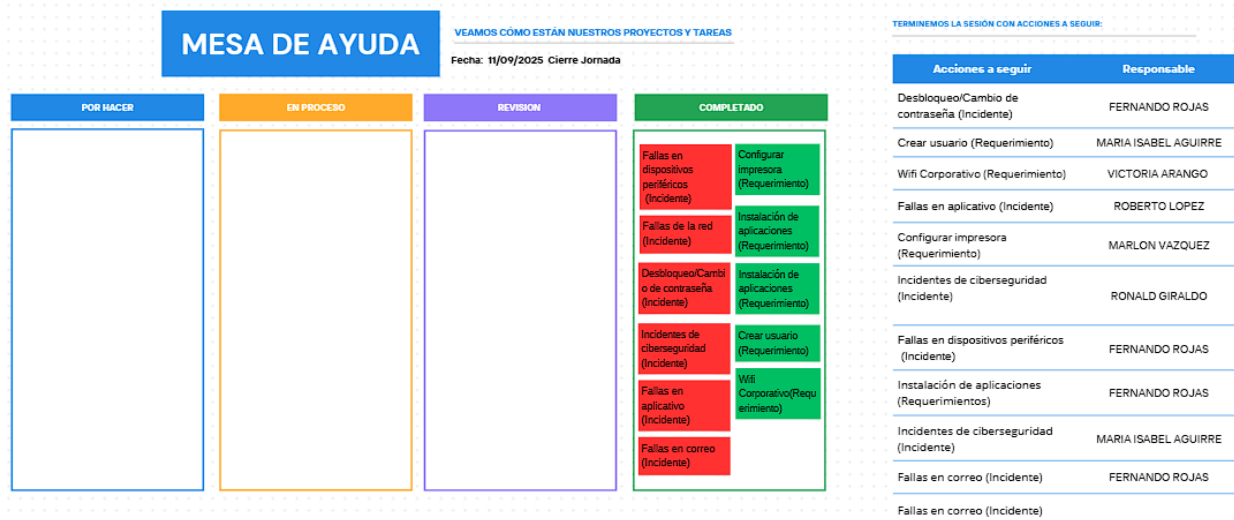 MESA DE AYUDA
VEAMOS CÓMO ESTÁN NUESTROS PROYECTOS Y TAREAS
Fecha: 11/09/2025 Cierre Jornada
POR HACER
EN PROCESO
REVISION
COMPLETADO
Fallas en
dispositivos
periféricos
(Incidente)
Fallas de la red
(Incidente)
Desbloqueo/Cambi
o de contraseña
(Incidente)
Incidentes de
ciberseguridad
(Incidente)
Fallas en
aplicativo
(Incidente)
Fallas en correo
(Incidente)
Configurar
impresora
(Requerimiento)
Instalación de
aplicaciones
(Requerimiento)
Instalación de
aplicaciones
(Requerimiento)
Crear usuario
(Requerimiento)
Wifi
Corporativo(Requ
erimiento)
TERMINEMOS LA SESIÓN CON ACCIONES A SEGUIR:
Acciones a seguir Responsable
Desbloqueo/Cambio de
contraseña (Incidente) FERNANDO ROJAS
Crear usuario (Requerimiento) MARIA ISABEL AGUIRRE
Wifi Corporativo (Requerimiento) VICTORIA ARANGO
Fallas en aplicativo (Incidente) ROBERTO LOPEZ
Configurar impresora
(Requerimiento) MARLON VAZQUEZ
Incidentes de ciberseguridad
(Incidente) RONALD GIRALDO
Fallas en dispositivos periféricos
(Incidente) FERNANDO ROJAS
Instalación de aplicaciones
(Requerimientos) FERNANDO ROJAS
Incidentes de ciberseguridad
(Incidente) MARIA ISABEL AGUIRRE
Fallas en correo (Incidente) FERNANDO ROJAS
Fallas en correo (Incidente)